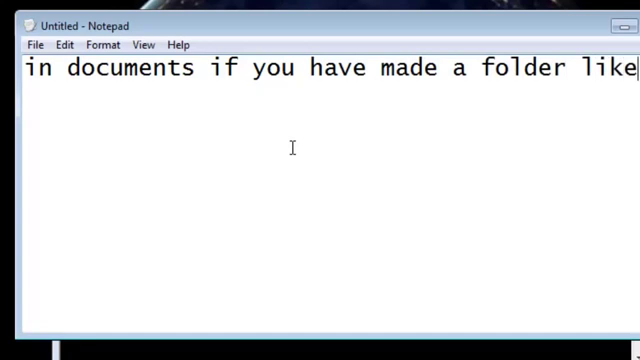 Untitled - Notepad
File Edit Format View Help
in documents if you have made a folder like